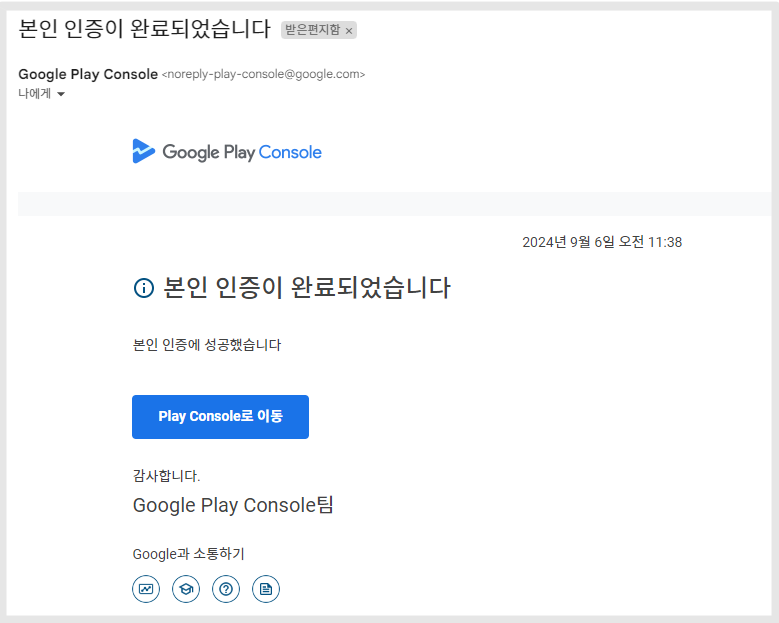 본인 인증이 완료되었습니다 받은편지함 ×
Google Play Console <noreply-play-console@google.com>
나에게
Google Play Console
2024년 9월 6일 오전 11:38
본인 인증이 완료되었습니다
본인 인증에 성공했습니다
Play Console로 이동
감사합니다.
Google Play Console팀
Google과 소통하기